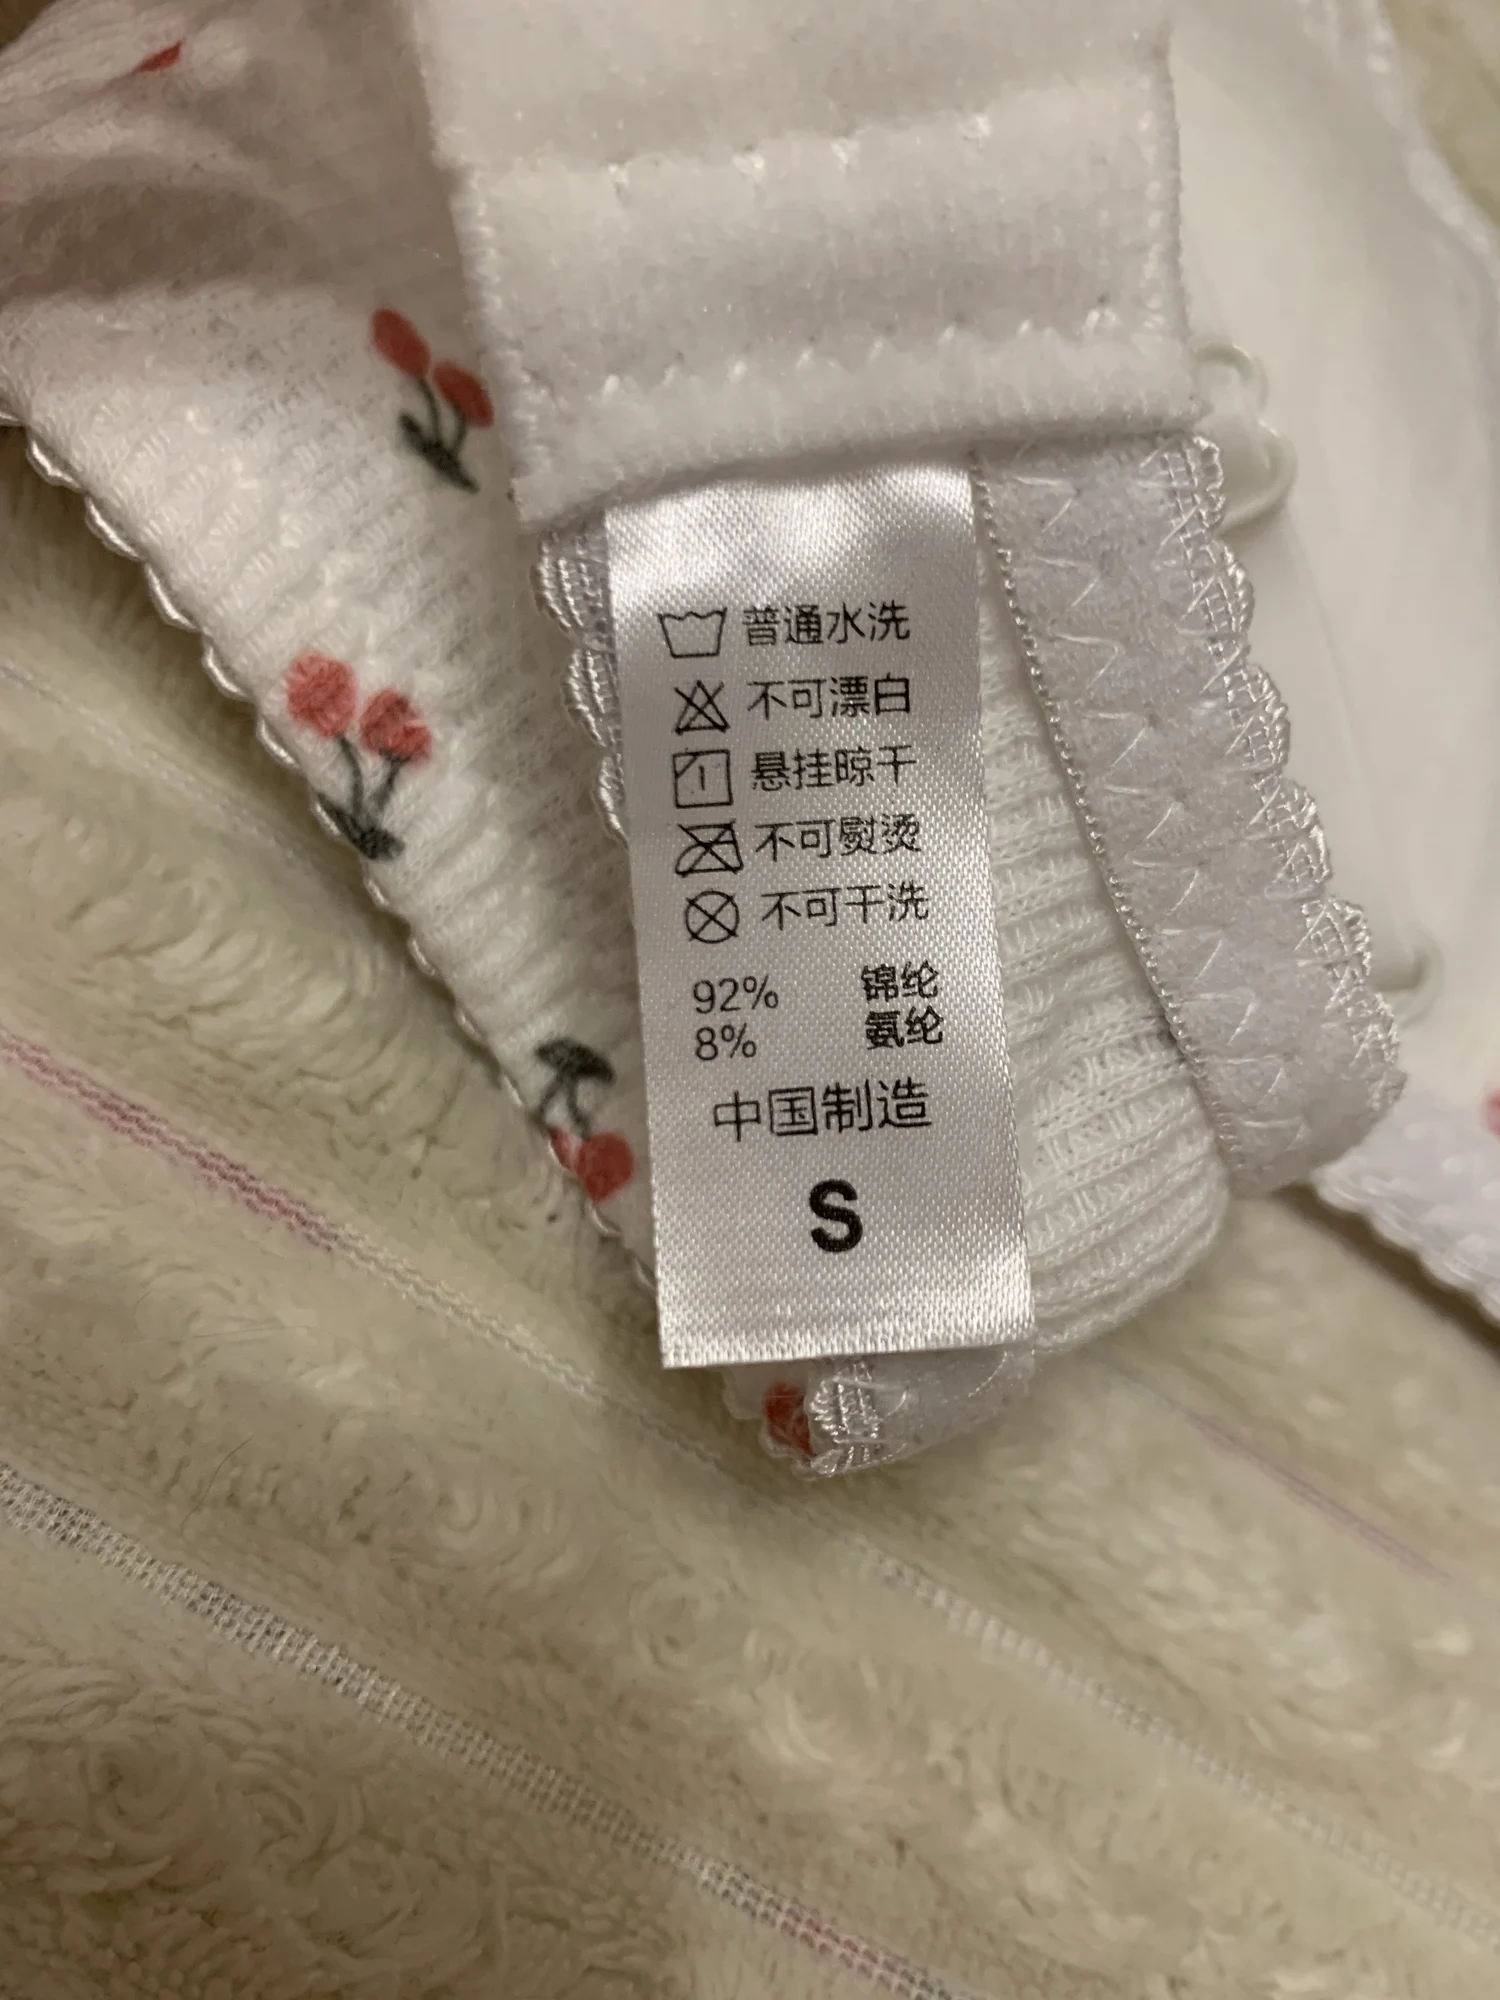 普通水洗
不可漂白
悬挂晾干
不可熨烫
不可干洗
92% 锦纶
8% 氨纶
中国制造
S